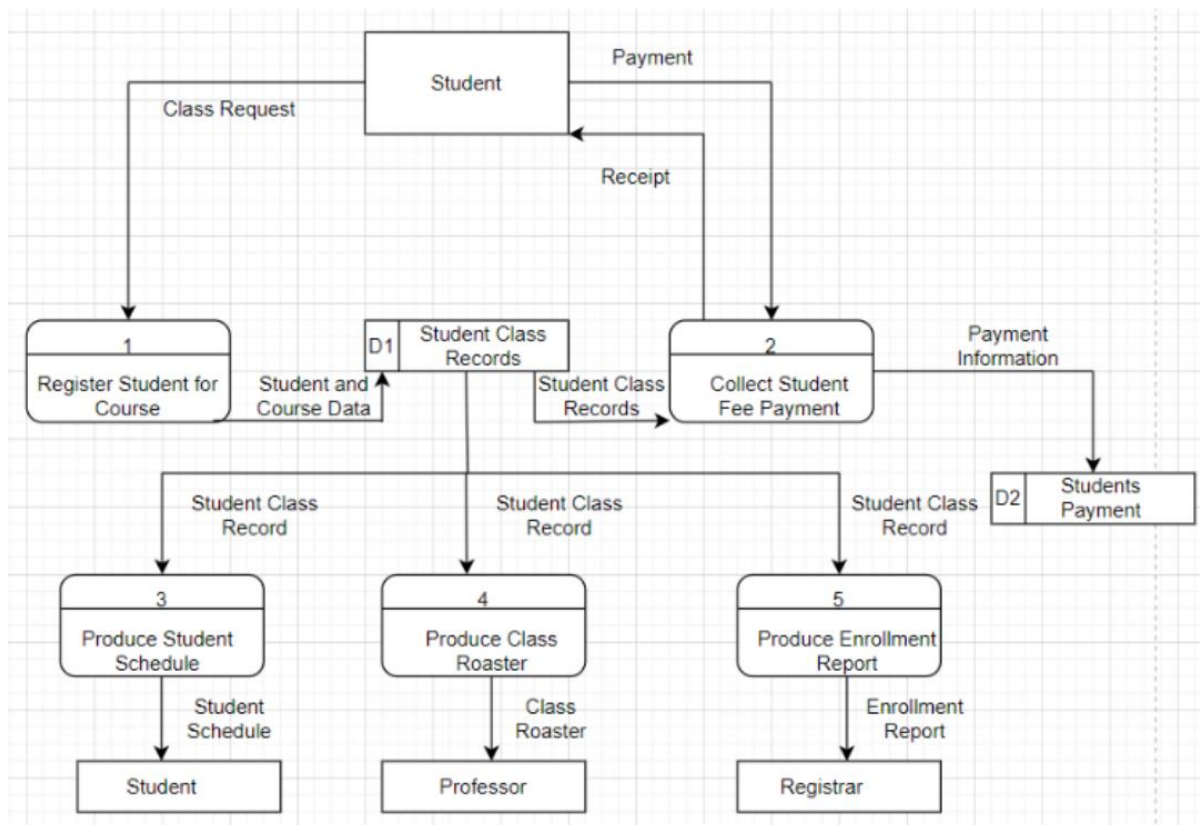 Student
Payment
Class Request
Receipt
1
Register Student for
Course
Student and
Course Data
D1
Student Class
Records
Student Class
Records
2
Collect Student
Fee Payment
Payment
Information
D2
Students
Payment
Student Class
Record
Student Class
Record
Student Class
Record
3
Produce Student
Schedule
4
Produce Class
Roaster
5
Produce Enrollment
Report
Student
Schedule
Class
Roaster
Enrollment
Report
Student
Professor
Registrar